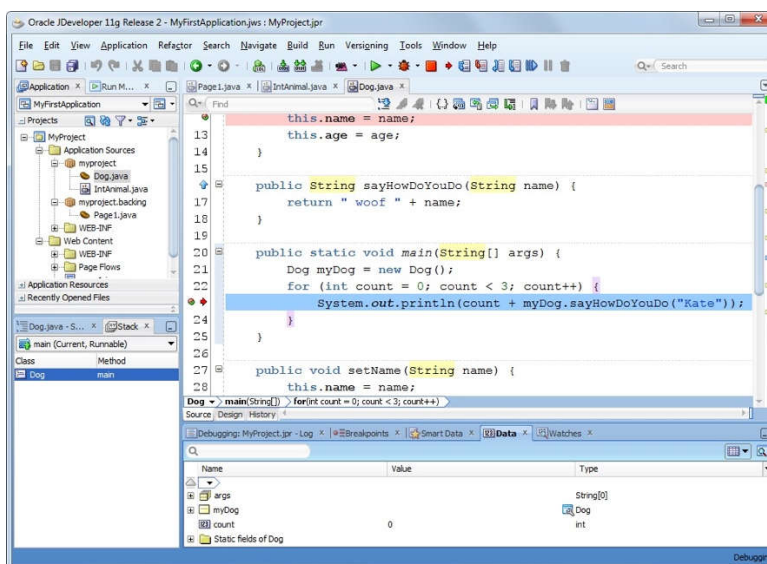 Oracle JDeveloper 11g Release 2 - MyFirstApplication.jws : MyProject.jpr
File Edit View Application Refactor Search Navigate Build Run Versioning Tools Window Help
Search
Application Run M...
Page1.java IntAnimal.java Dog.java
MyFirstApplication
Find
Projects
MyProject
Application Sources
myproject
Dog.java
IntAnimal.java
myproject.backing
Page1.java
WEB-INF
Web Content
WEB-INF
Page Flows
Application Resources
Recently Opened Files
this.name = name;
13 this.age = age;
14 }
15
public String sayHowDoYouDo(String name) {
17 return " woof " + name;
18 }
19
20 public static void main(String[] args) {
21 Dog myDog = new Dog();
22 for (int count = 0; count < 3; count++) {
System.out.println(count + myDog.sayHowDoYouDo("Kate"));
24 }
25 }
26
27 public void setName(String name) {
28 this.name = name;
Dog main(String[]) for(int count = 0; count < 3; count++)
Source Design History
Dog.java - S... Stack
main (Current, Runnable)
Class Method
Dog main
Debugging: MyProject.jpr - Log Breakpoints Smart Data Data Watches
Name Value Type
args String[0]
myDog Dog
count 0 int
Static fields of Dog
Debugging